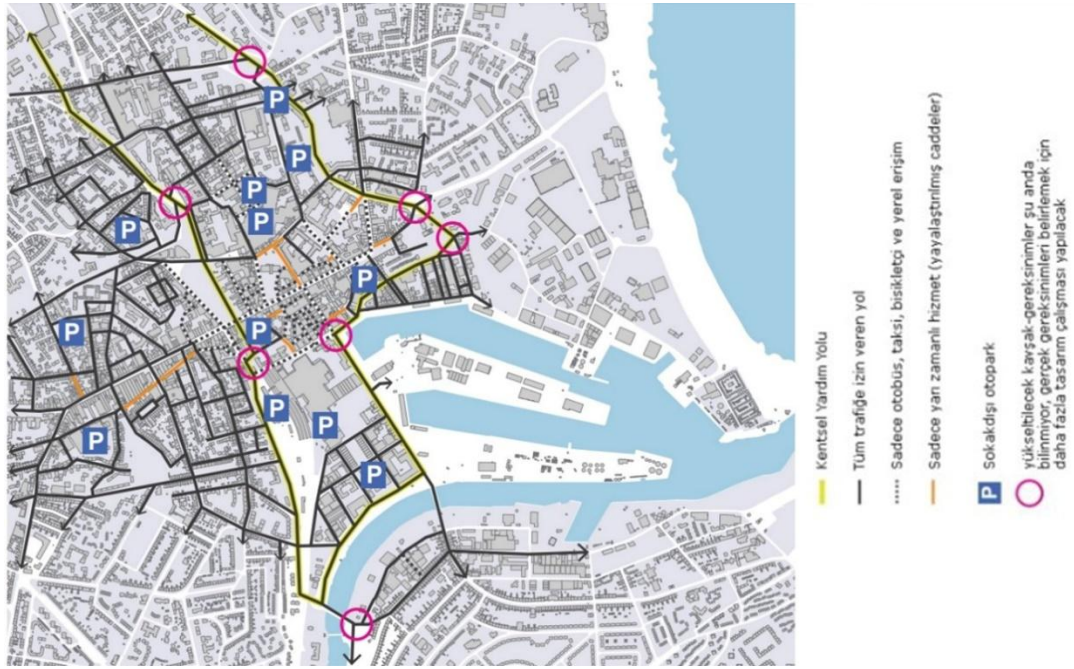 P
P
P
P
P
P
P
P
P
P
P
P
Kentsel Yardım Yolu
Tüm trafiğe izin veren yol
Sadece otobüs, taksi, bisikletçi ve yerel erişim
Sadece yarı zamanlı hizmet (yayalaştırılmış caddeler)
P Sokakdışı otopark
yükseltilecek kavşak-gereksinimler şu anda
bilinmiyor, gerçek gereksinimleri belirlemek için
daha fazla tasarım çalışması yapılacak